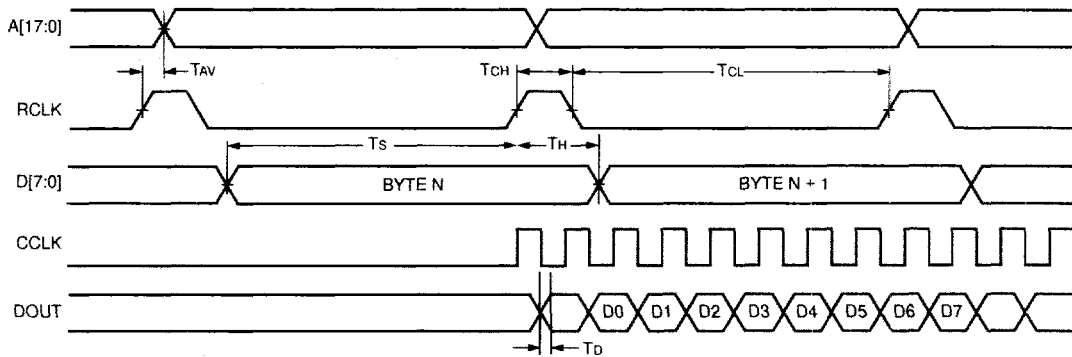 A[17:0]
TAV
TCH
TCL
RCLK
TS
TH
D[7:0]
BYTE N
BYTE N + 1
CCLK
DOUT
D0 D1 D2 D3 D4 D5 D6 D7
TD